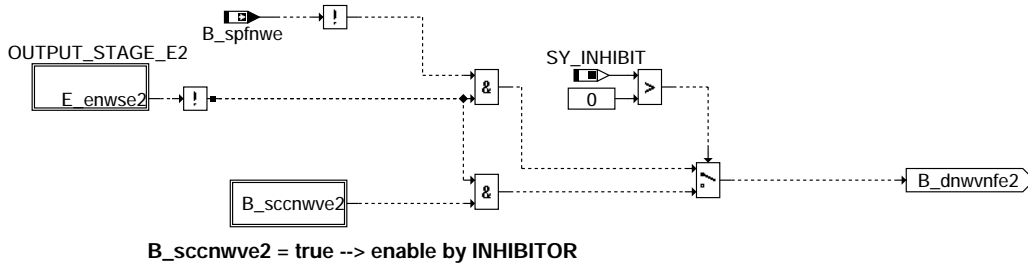 !
B_spfnwe
OUTPUT_STAGE_E2
SY_INHIBIT
E_enwse2
!
&
0
>
&
B_sccnwve2
B_dnwvnfe2
B_sccnwve2 = true --> enable by INHIBITOR